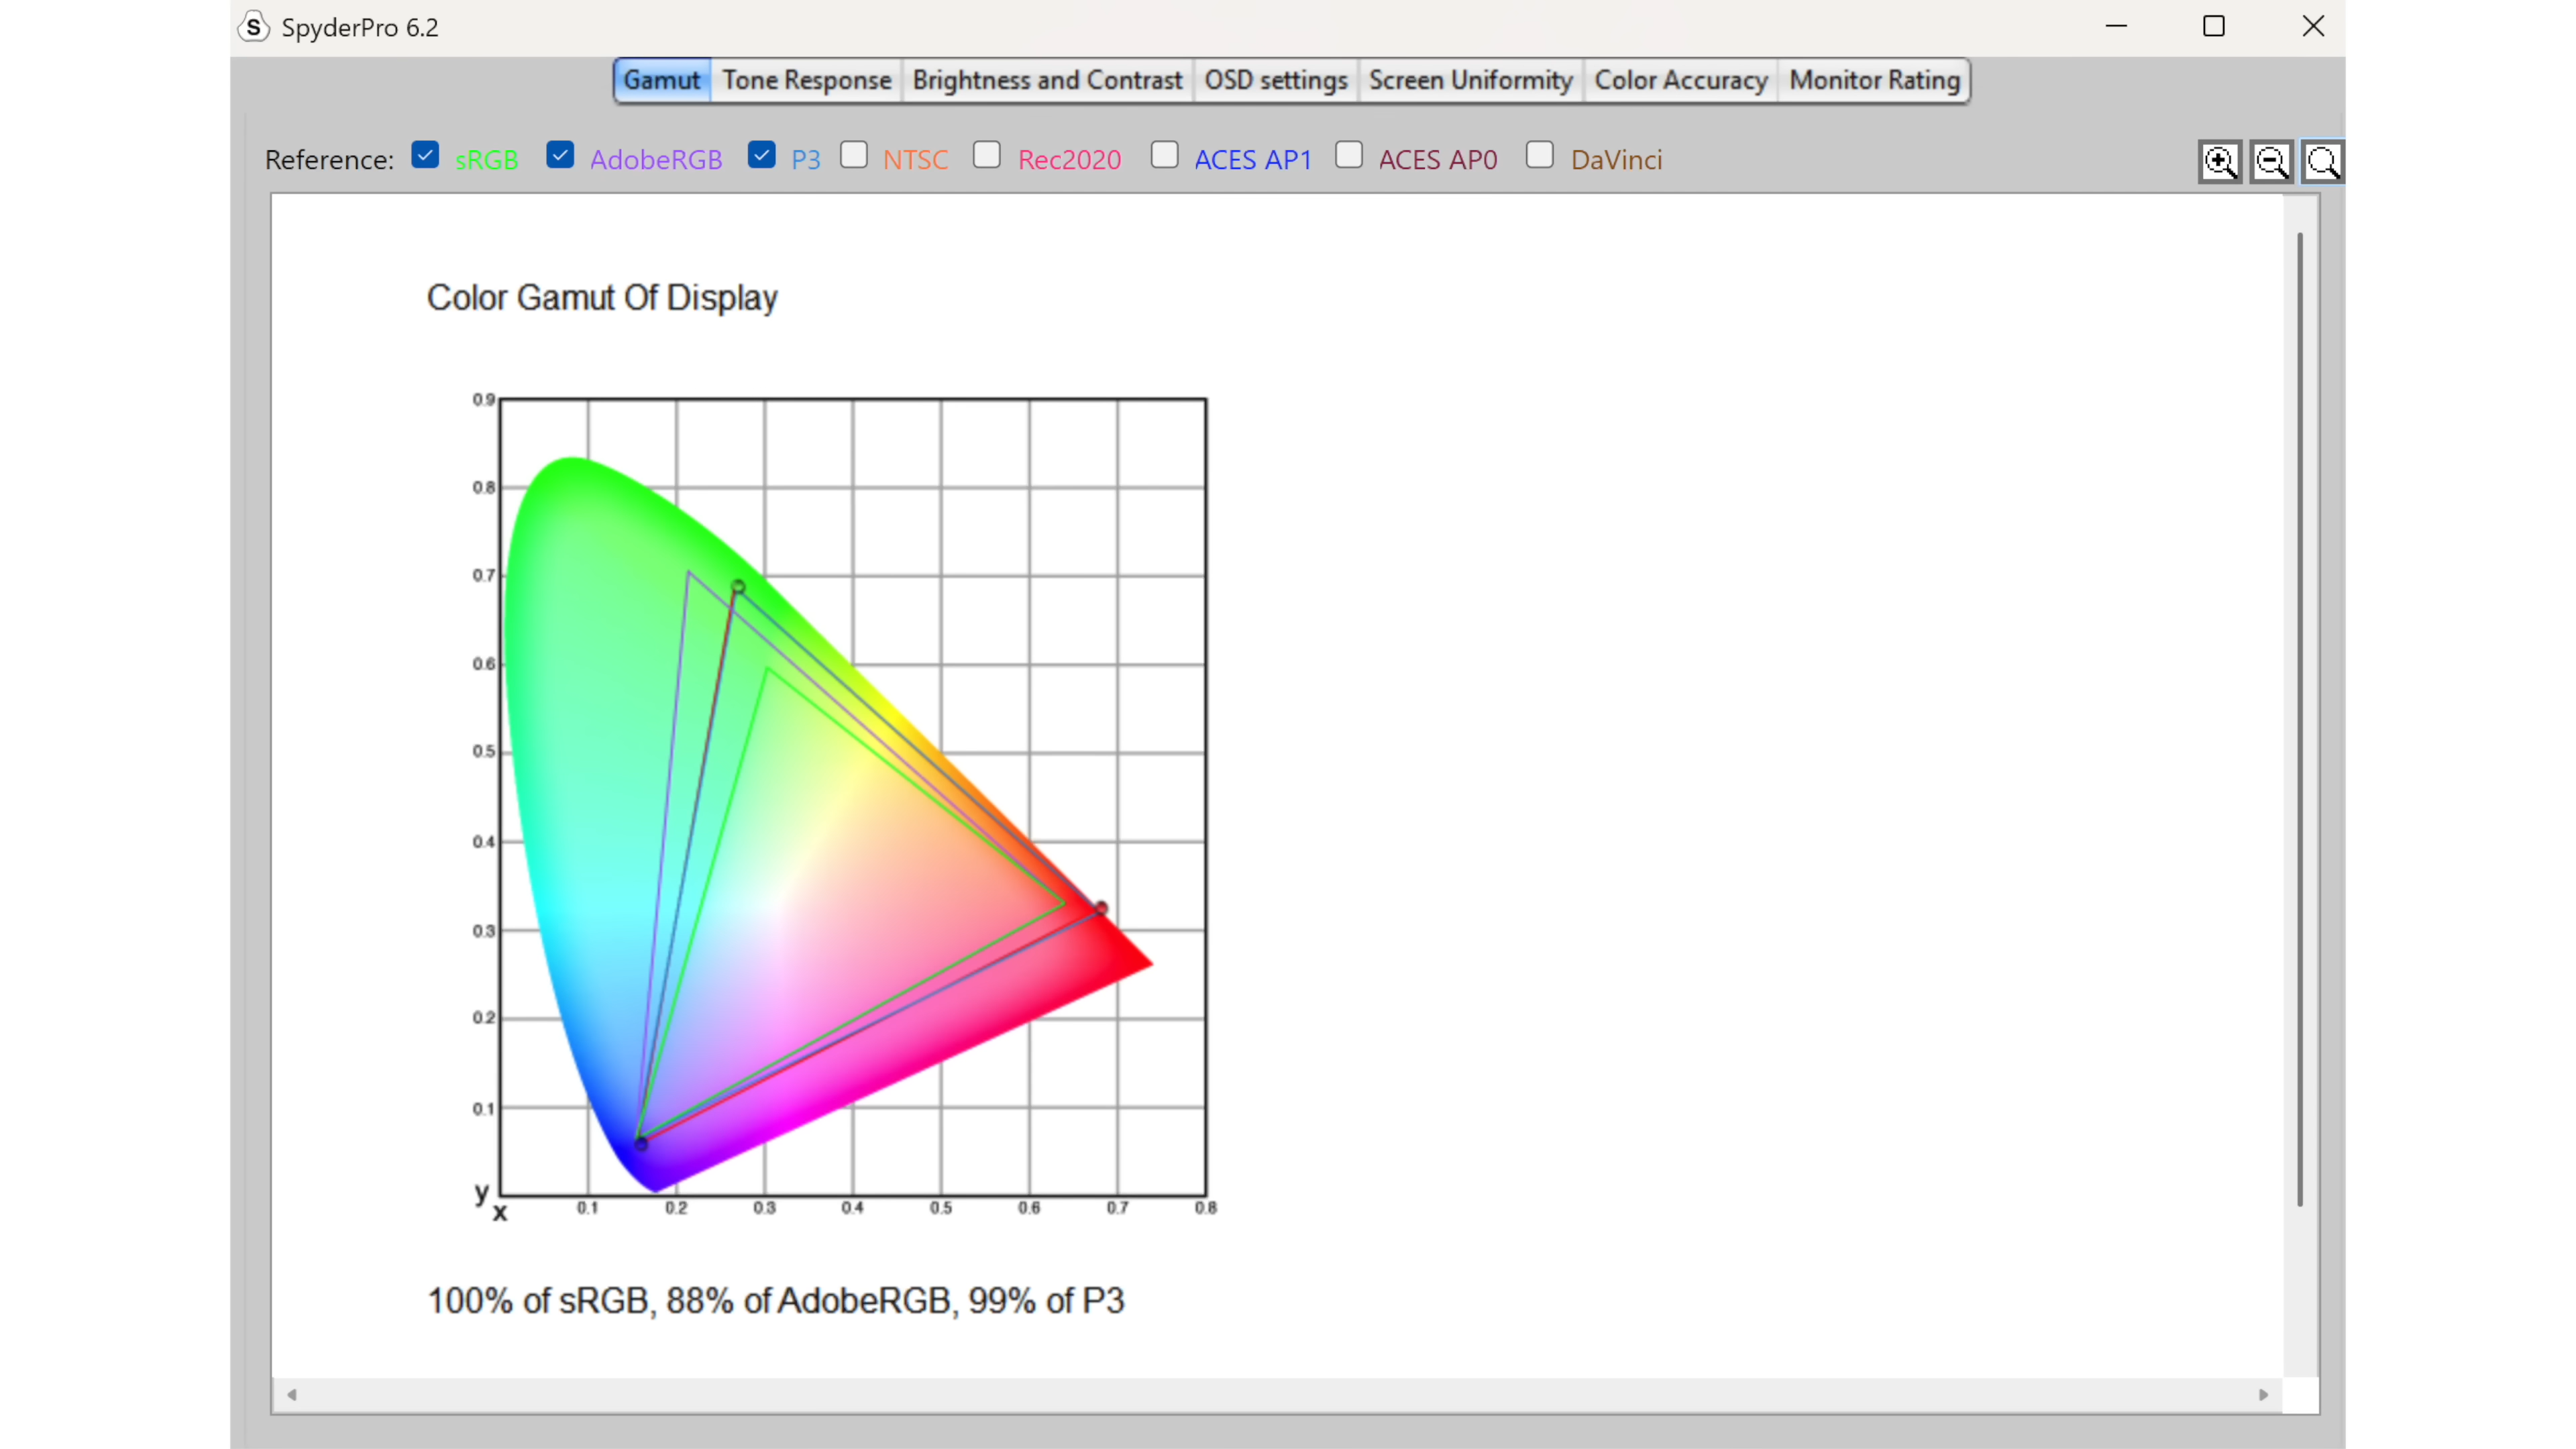 S SpyderPro 6.2
Gamut Tone Response Brightness and Contrast OSD settings Screen Uniformity Color Accuracy Monitor Rating
Reference: sRGB AdobeRGB P3 NTSC Rec2020 ACES AP1 ACES AP0 DaVinci
Color Gamut Of Display
0.9
0.8
0.7
0.6
0.5
0.4
0.3
0.2
0.1
y
x 0.1 0.2 0.3 0.4 0.5 0.6 0.7 0.8
100% of sRGB, 88% of AdobeRGB, 99% of P3